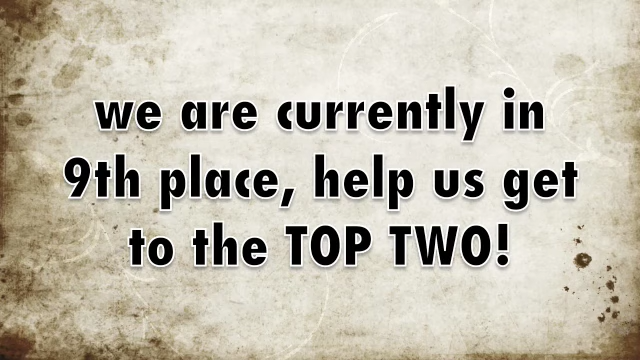 we are currently in
9th place, help us get
to the TOP TWO!